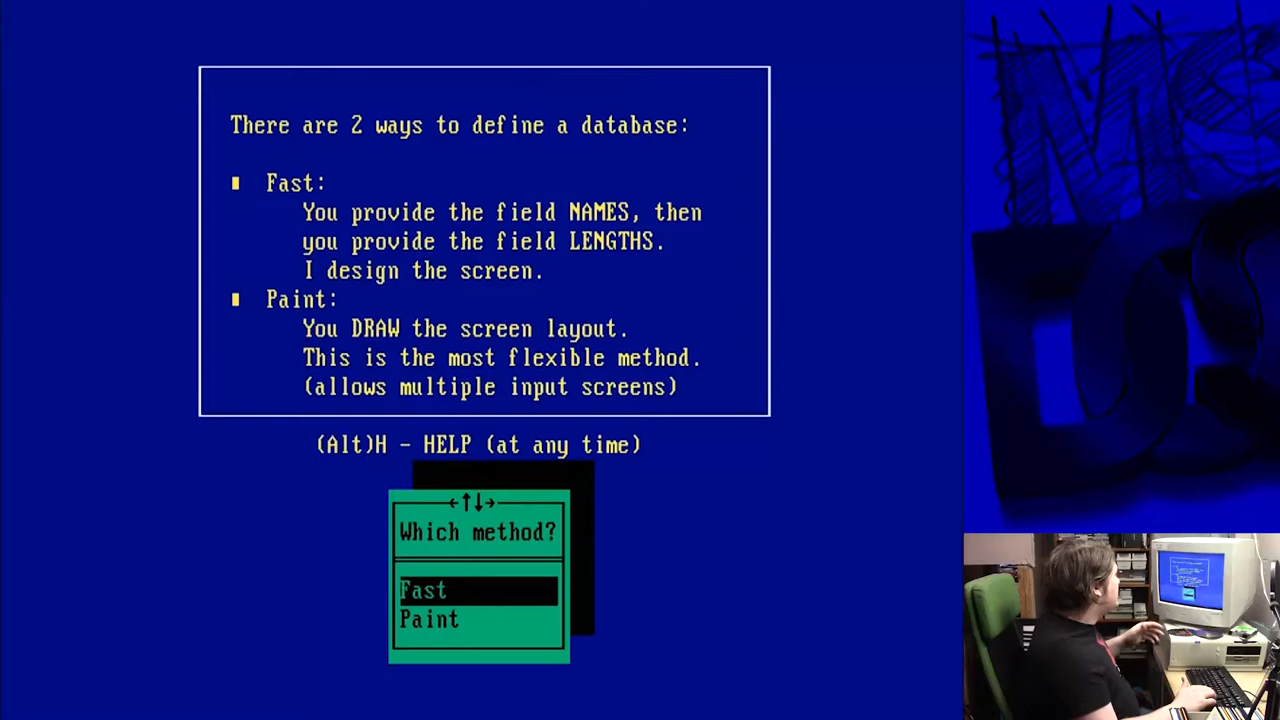 There are 2 ways to define a database:
▪ Fast:
You provide the field NAMES, then
you provide the field LENGTHS.
I design the screen.
▪ Paint:
You DRAW the screen layout.
This is the most flexible method.
(allows multiple input screens)
(Alt)H - HELP (at any time)
←↑↓→
Which method?
Fast
Paint
MS
DOS